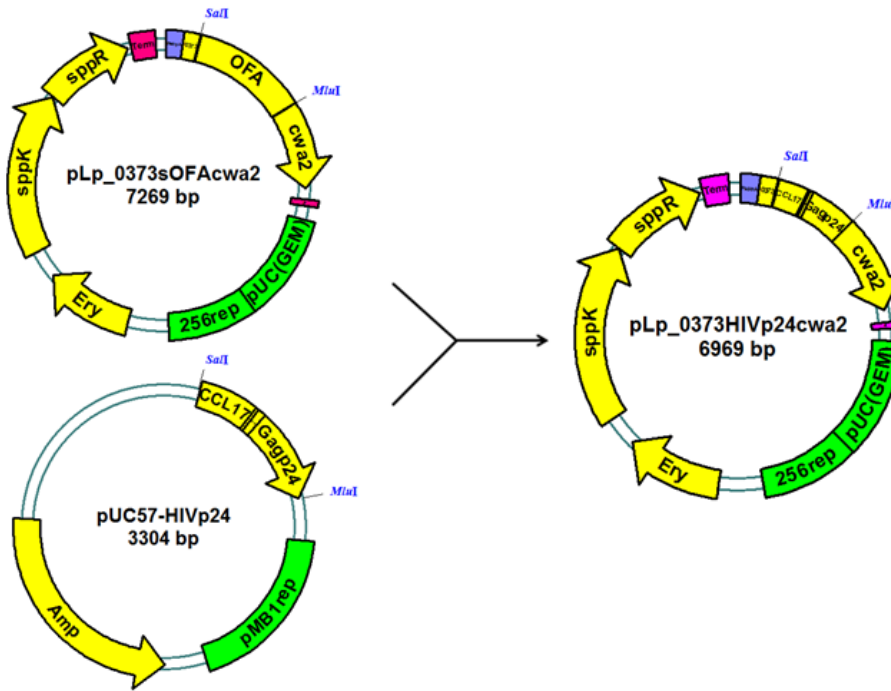 SalI
Term
sppR
OFA
MluI
cwa2
sppK
pLp_0373sOFAcwa2
7269 bp
pUC(GEM)
256rep
Ery
SalI
CCL17
Gagp24
MluI
pUC57-HIVp24
3304 bp
Amp
pMB1rep
SalI
Term
CCL17
Gagp24
MluI
sppR
cwa2
sppK
pLp_0373HIVp24cwa2
6969 bp
pUC(GEM)
256rep
Ery